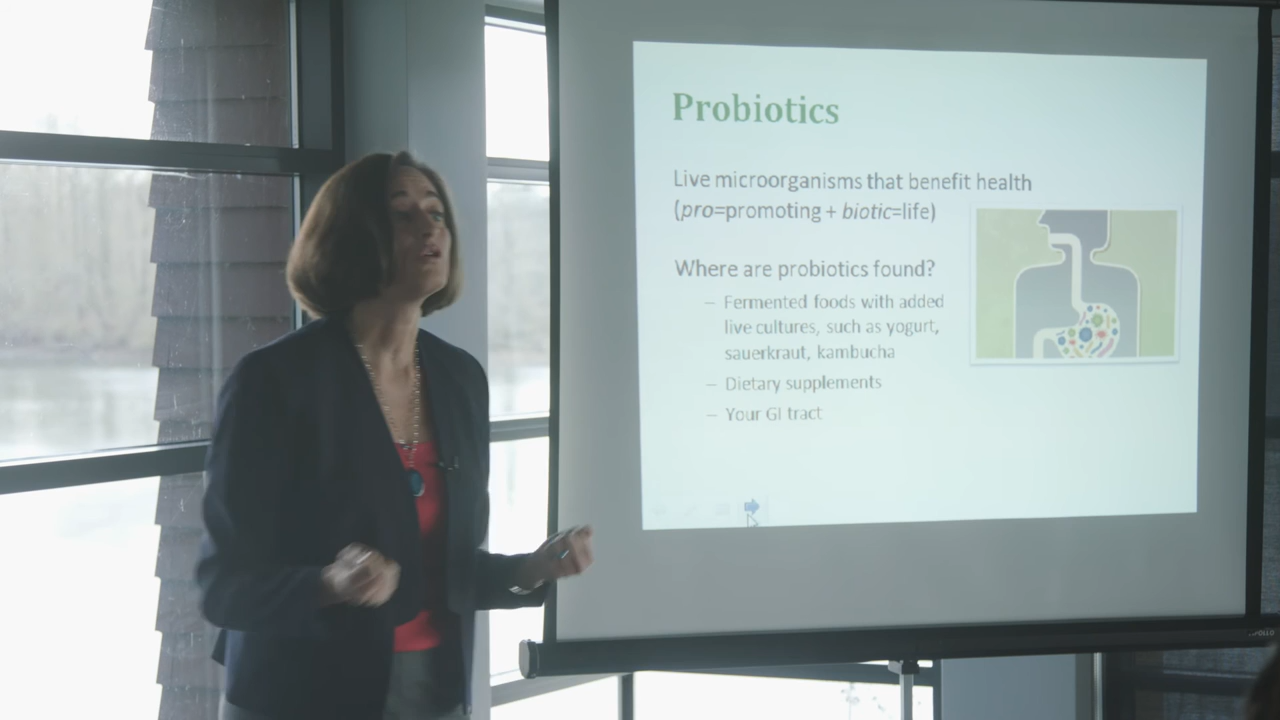 Probiotics
Live microorganisms that benefit health
(pro=promoting + biotic=life)
Where are probiotics found?
– Fermented foods with added
live cultures, such as yogurt,
sauerkraut, kambucha
– Dietary supplements
– Your GI tract